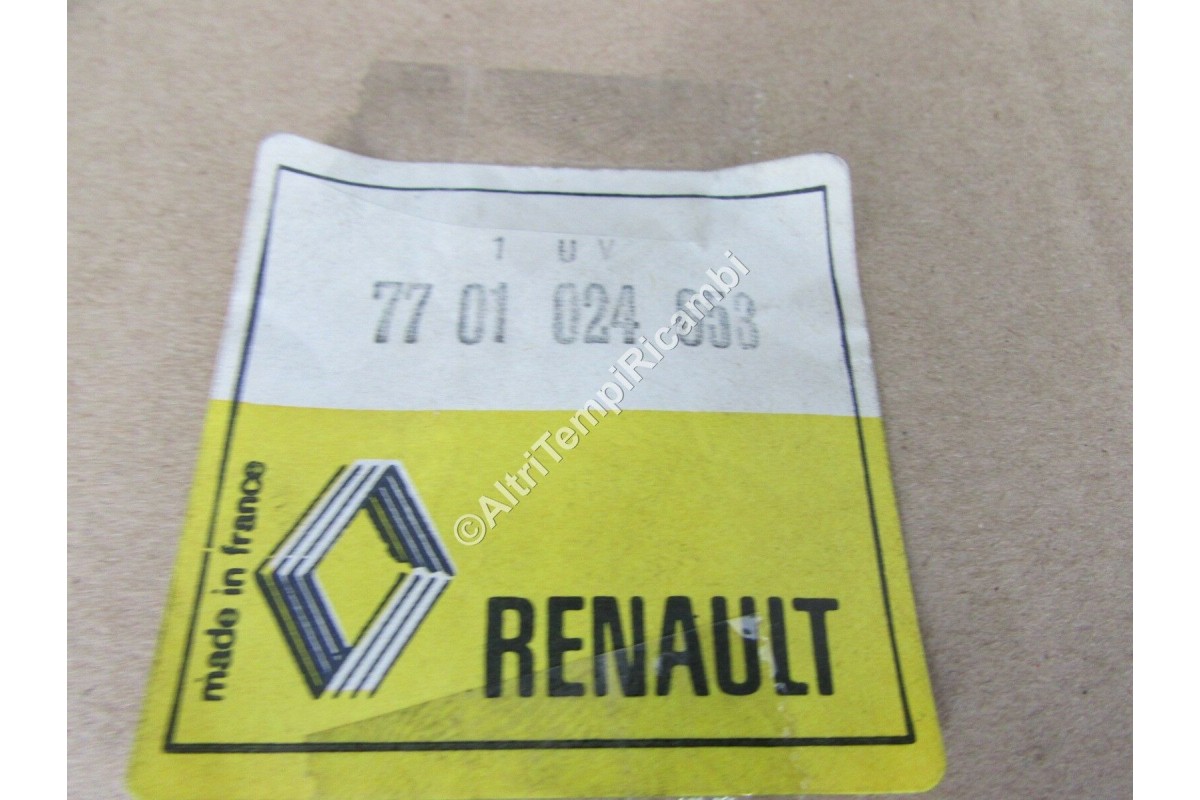 1 U V
77 01 024
©AltriTempiRicambi
made in france
RENAULT